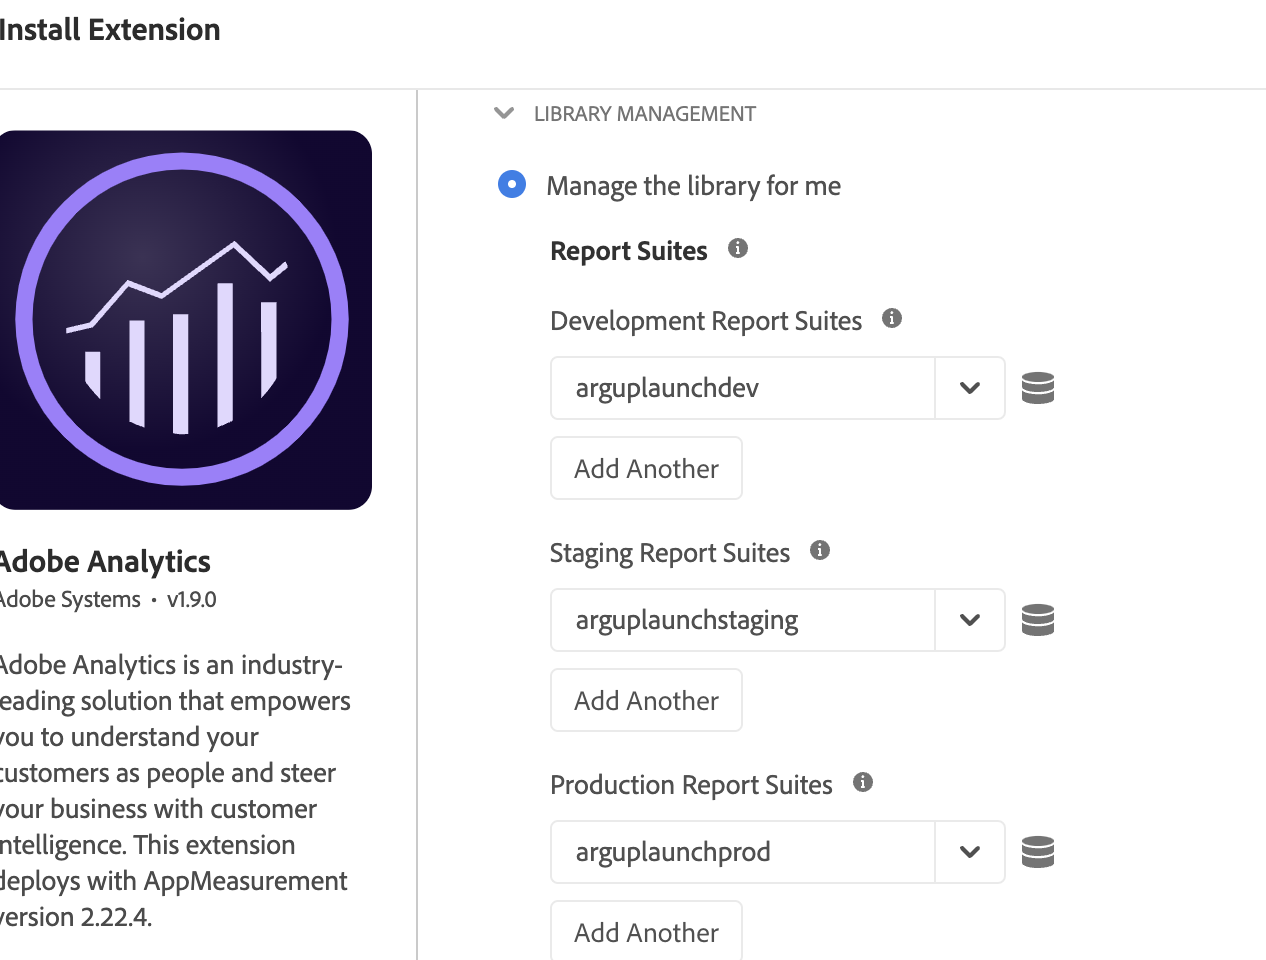 Install Extension
LIBRARY MANAGEMENT
Manage the library for me
Report Suites
Development Report Suites
arguplaunchdev
Add Another
Staging Report Suites
arguplaunchstaging
Add Another
Production Report Suites
arguplaunchprod
Add Another
Adobe Analytics
Adobe Systems • v1.9.0
Adobe Analytics is an industry-
leading solution that empowers
you to understand your
customers as people and steer
your business with customer
intelligence. This extension
deploys with AppMeasurement
version 2.22.4.